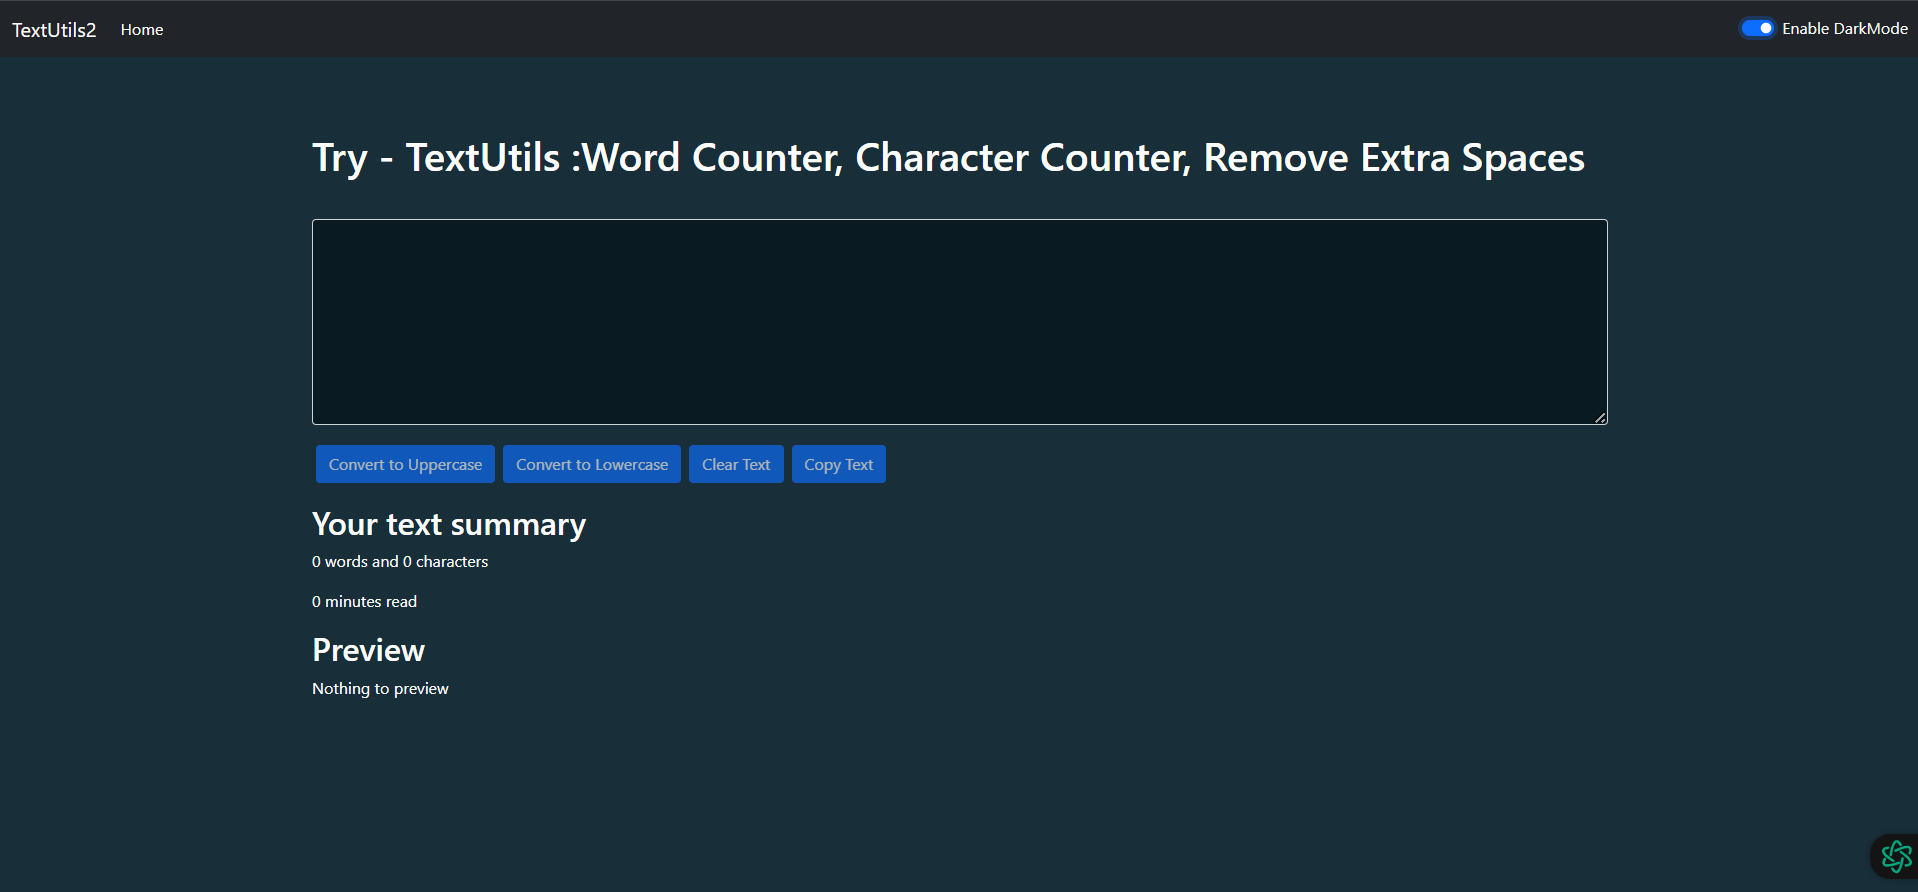 TextUtils2 Home Enable DarkMode
Try - TextUtils :Word Counter, Character Counter, Remove Extra Spaces
Convert to Uppercase Convert to Lowercase Clear Text Copy Text
Your text summary
0 words and 0 characters
0 minutes read
Preview
Nothing to preview